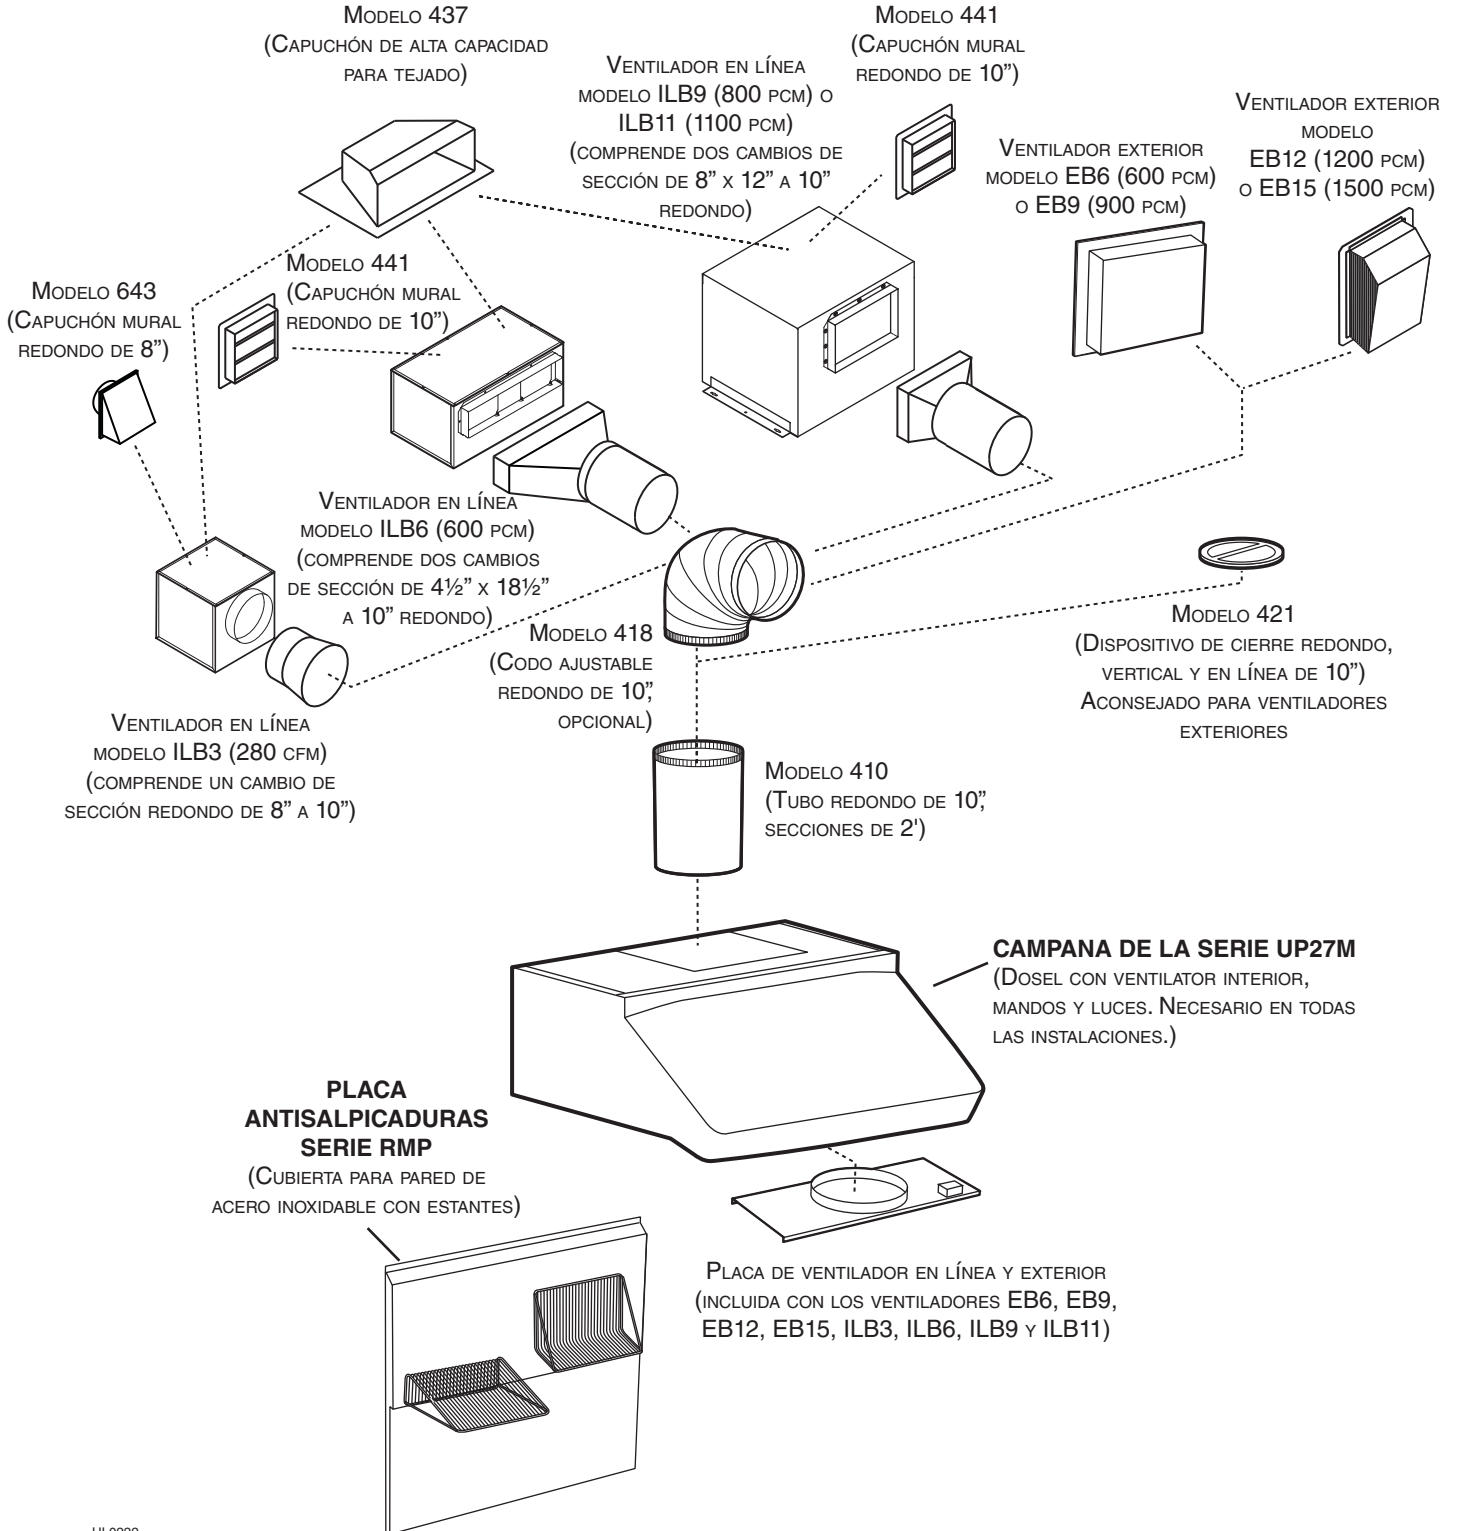 Modelo 437
(Capuchón de alta capacidad
para tejado)
Modelo 441
(Capuchón mural
redondo de 10”)
Ventilador en línea
modelo ILB9 (800 pcm) o
ILB11 (1100 pcm)
(comprende dos cambios de
sección de 8” x 12” a 10”
redondo)
Ventilador exterior
modelo EB6 (600 pcm)
o EB9 (900 pcm)
Ventilador exterior
modelo
EB12 (1200 pcm)
o EB15 (1500 pcm)
Modelo 643
(Capuchón mural
redondo de 8”)
Modelo 441
(Capuchón mural
redondo de 10”)
Ventilador en línea
modelo ILB6 (600 pcm)
(comprende dos cambios
de sección de 4½” x 18½”
a 10” redondo)
Modelo 418
(Codo ajustable
redondo de 10”,
opcional)
Modelo 421
(Dispositivo de cierre redondo,
vertical y en línea de 10”)
Aconsejado para ventiladores
exteriores
Ventilador en línea
modelo ILB3 (280 cfm)
(comprende un cambio de
sección redondo de 8” a 10”)
Modelo 410
(Tubo redondo de 10”,
secciones de 2')
CAMPANA DE LA SERIE UP27M
(Dosel con ventilator interior,
mandos y luces. Necesario en todas
las instalaciones.)
PLACA
ANTISALPICADURAS
SERIE RMP
(Cubierta para pared de
acero inoxidable con estantes)
Placa de ventilador en línea y exterior
(incluida con los ventiladores EB6, EB9,
EB12, EB15, ILB3, ILB6, ILB9 y ILB11)